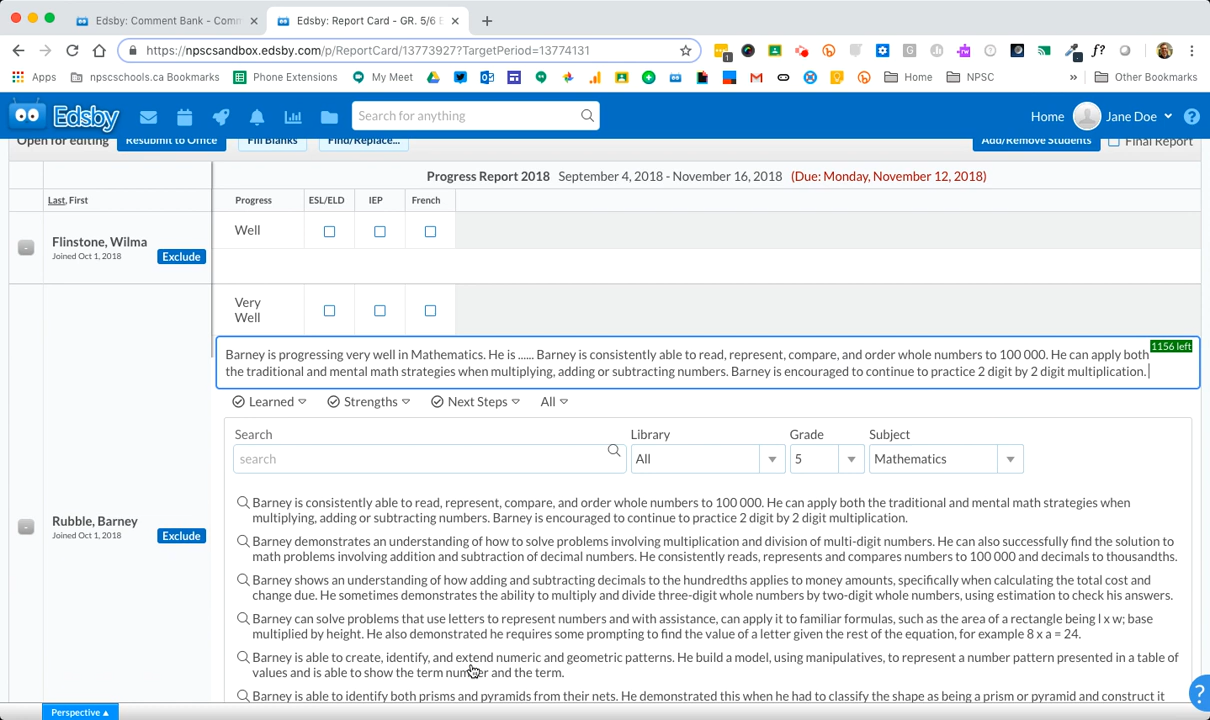 Edsby: Comment Bank - Comm
Edsby: Report Card - GR. 5/6
https://npscsandbox.edsby.com/p/ReportCard/13773927?TargetPeriod=13774131
Apps npscschools.ca Bookmarks Phone Extensions My Meet Home NPSC » Other Bookmarks
Edsby Search for anything Home Jane Doe
Open for editing Resubmit to Office Fill Blanks Find/Replace... Add/Remove Students Final Report
Progress Report 2018 September 4, 2018 - November 16, 2018 (Due: Monday, November 12, 2018)
Last, First Progress ESL/ELD IEP French
Flinstone, Wilma Well
Joined Oct 1, 2018 Exclude
Very
Well
1156 left
Barney is progressing very well in Mathematics. He is ...... Barney is consistently able to read, represent, compare, and order whole numbers to 100 000. He can apply both
the traditional and mental math strategies when multiplying, adding or subtracting numbers. Barney is encouraged to continue to practice 2 digit by 2 digit multiplication.
Learned Strengths Next Steps All
Search Library Grade Subject
search All 5 Mathematics
Barney is consistently able to read, represent, compare, and order whole numbers to 100 000. He can apply both the traditional and mental math strategies when
multiplying, adding or subtracting numbers. Barney is encouraged to continue to practice 2 digit by 2 digit multiplication.
Rubble, Barney
Joined Oct 1, 2018 Exclude
Barney demonstrates an understanding of how to solve problems involving multiplication and division of multi-digit numbers. He can also successfully find the solution to
math problems involving addition and subtraction of decimal numbers. He consistently reads, represents and compares numbers to 100 000 and decimals to thousandths.
Barney shows an understanding of how adding and subtracting decimals to the hundredths applies to money amounts, specifically when calculating the total cost and
change due. He sometimes demonstrates the ability to multiply and divide three-digit whole numbers by two-digit whole numbers, using estimation to check his answers.
Barney can solve problems that use letters to represent numbers and with assistance, can apply it to familiar formulas, such as the area of a rectangle being l x w; base
multiplied by height. He also demonstrated he requires some prompting to find the value of a letter given the rest of the equation, for example 8 x a = 24.
Barney is able to create, identify, and extend numeric and geometric patterns. He build a model, using manipulatives, to represent a number pattern presented in a table of
values and is able to show the term number and the term.
Barney is able to identify both prisms and pyramids from their nets. He demonstrated this when he had to classify the shape as being a prism or pyramid and construct it
Perspective